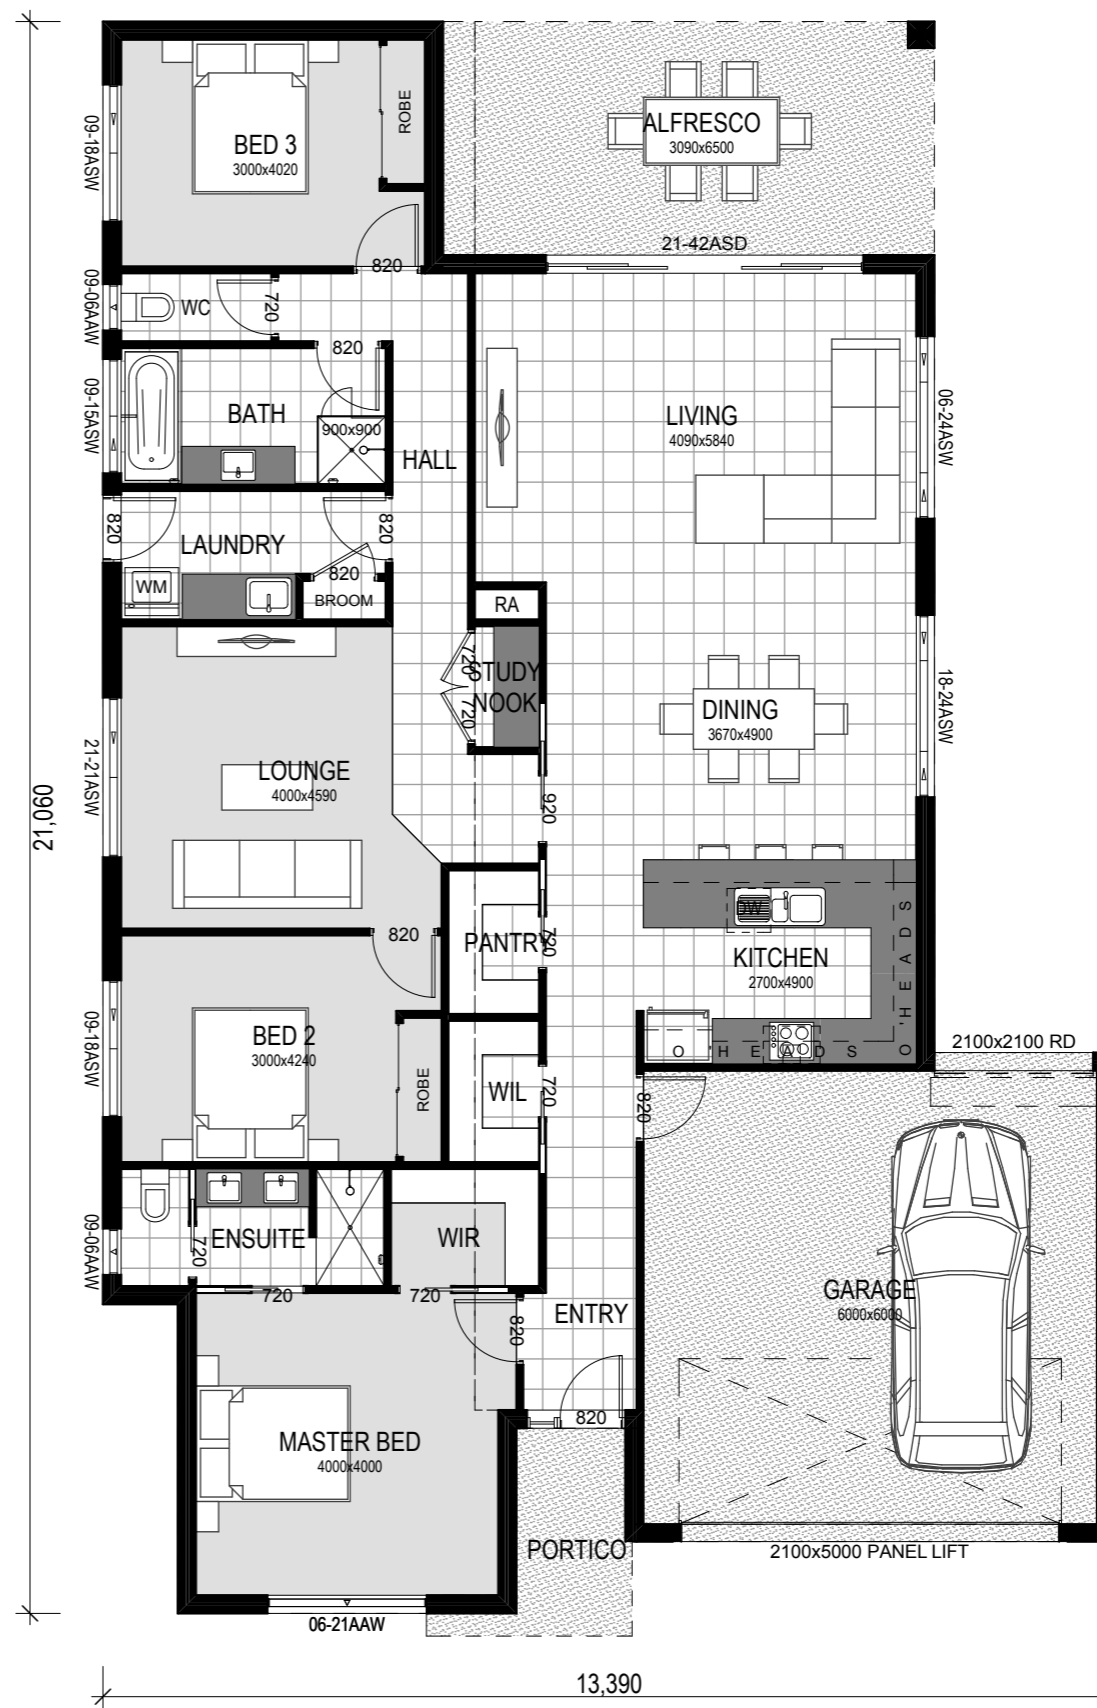 BED 3
3000x4020
ROBE
ALFRESCO
3090x6500
09-18ASW
21-42ASD
820
09-06AAW
WC
720
820
09-15ASW
BATH
900x900
HALL
LIVING
4090x5840
06-24ASW
820
LAUNDRY
820
820
WM
BROOM
RA
720
STUDY
NOOK
720
DINING
3670x4900
18-24ASW
21-21ASW
LOUNGE
4000x4590
920
21,060
820
PANTRY
720
DW
KITCHEN
2700x4900
O'HEADS
O'HEADS
09-18ASW
BED 2
3000x4240
ROBE
WIL
720
820
2100x2100 RD
09-06AAW
720
ENSUITE
WIR
720
720
820
ENTRY
GARAGE
6000x6000
820
MASTER BED
4000x4000
PORTICO
2100x5000 PANEL LIFT
06-21AAW
13,390